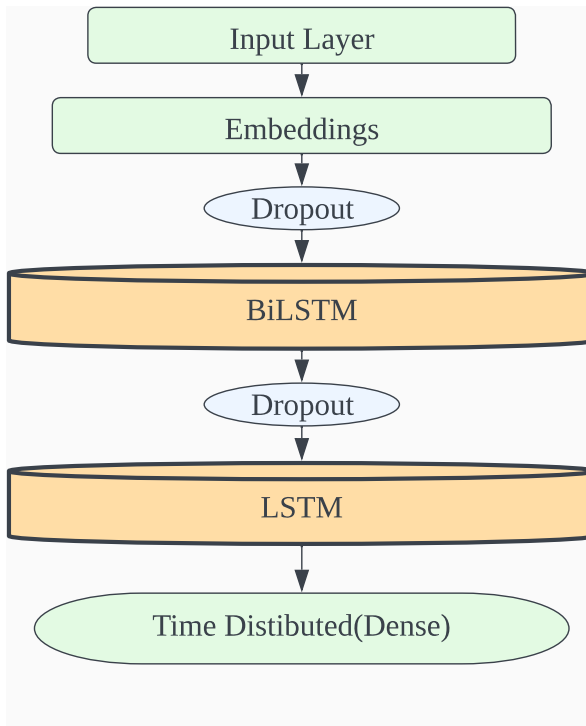 Input Layer
Embeddings
Dropout
BiLSTM
Dropout
LSTM
Time Distibuted(Dense)